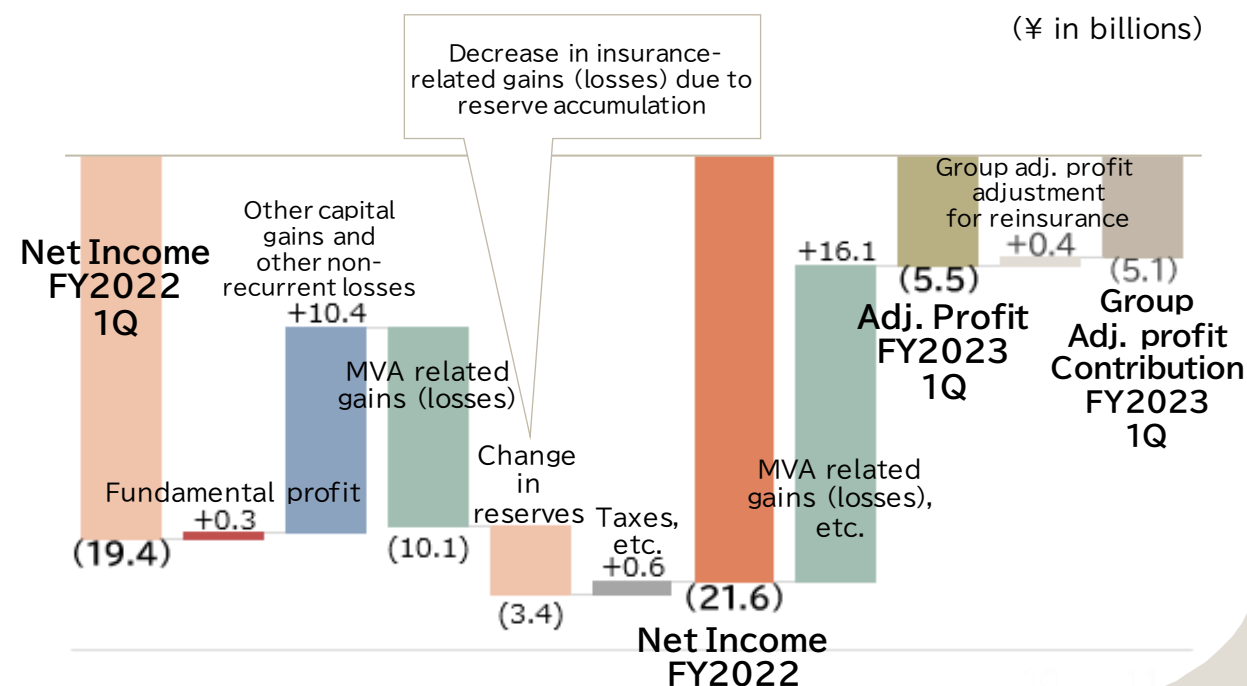 (¥ in billions)
Decrease in insurance-
related gains (losses) due to
reserve accumulation
Net Income
FY2022
1Q
(19.4)
Fundamental profit
+0.3
Other capital
gains and
other non-
recurrent losses
+10.4
MVA related
gains (losses)
(10.1)
Change
in
reserves
(3.4)
Taxes,
etc.
+0.6
(21.6)
Net Income
FY2022
+16.1
MVA related
gains (losses),
etc.
(5.5)
Adj. Profit
FY2023
1Q
Group adj. profit
adjustment
for reinsurance
+0.4
(5.1)
Group
Adj. profit
Contribution
FY2023
1Q